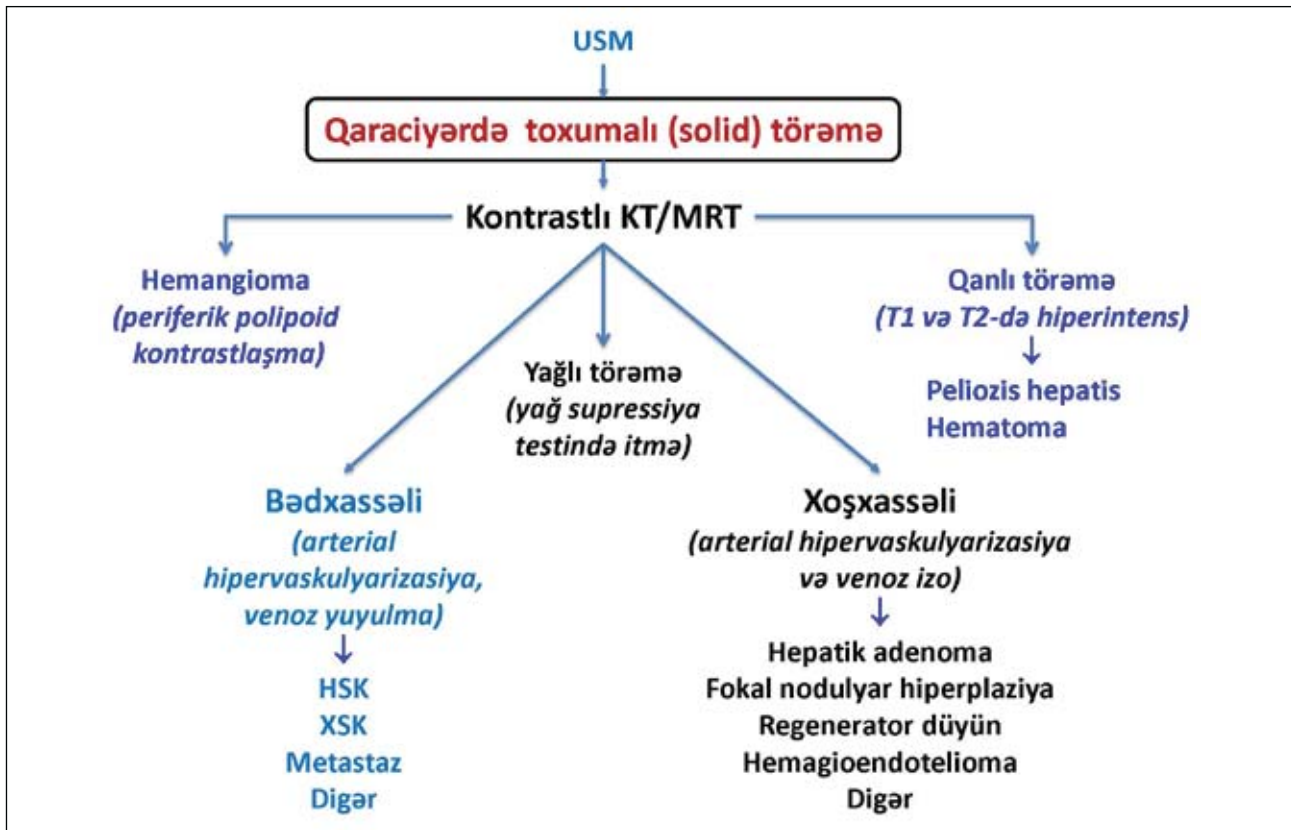 USM
Qaraciyərdə toxumalı (solid) törəmə
Kontrastlı KT/MRT
Hemangioma
(periferik polipoid
kontrastlaşma)
Yağlı törəmə
(yağ supressiya
testində itmə)
Qanlı törəmə
(T1 və T2-də hiperintens)
Peliozis hepatis
Hematoma
Bədxassəli
(arterial
hipervaskulyarizasiya,
venoz yuyulma)
HSK
XSK
Metastaz
Digər
Xoşxassəli
(arterial hipervaskulyarizasiya
və venoz izo)
Hepatik adenoma
Fokal nodulyar hiperplaziya
Regenerator düyün
Hemagioendotelioma
Digər